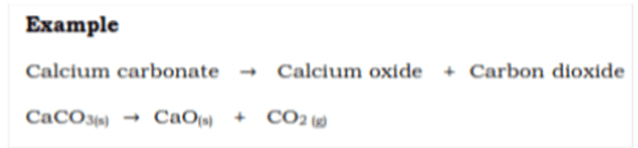 Example
Calcium carbonate → Calcium oxide + Carbon dioxide
CaCO₃(s) → CaO(s) + CO₂ (g)